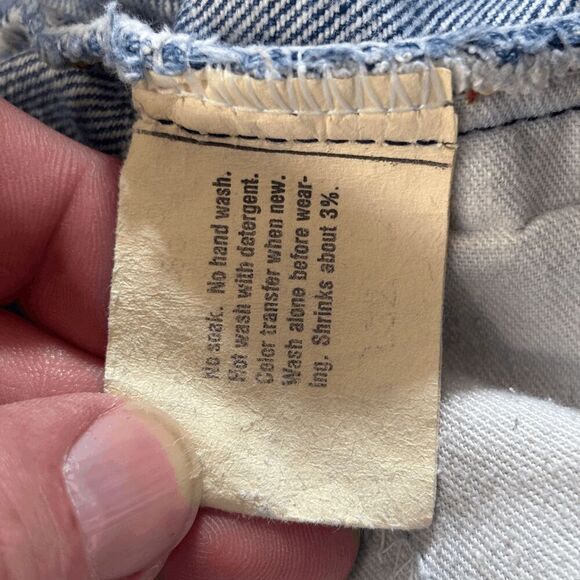 No soak. No hand wash.
Hot wash with detergent.
Color transfer when new.
Wash alone before wear-
ing. Shrinks about 3%.